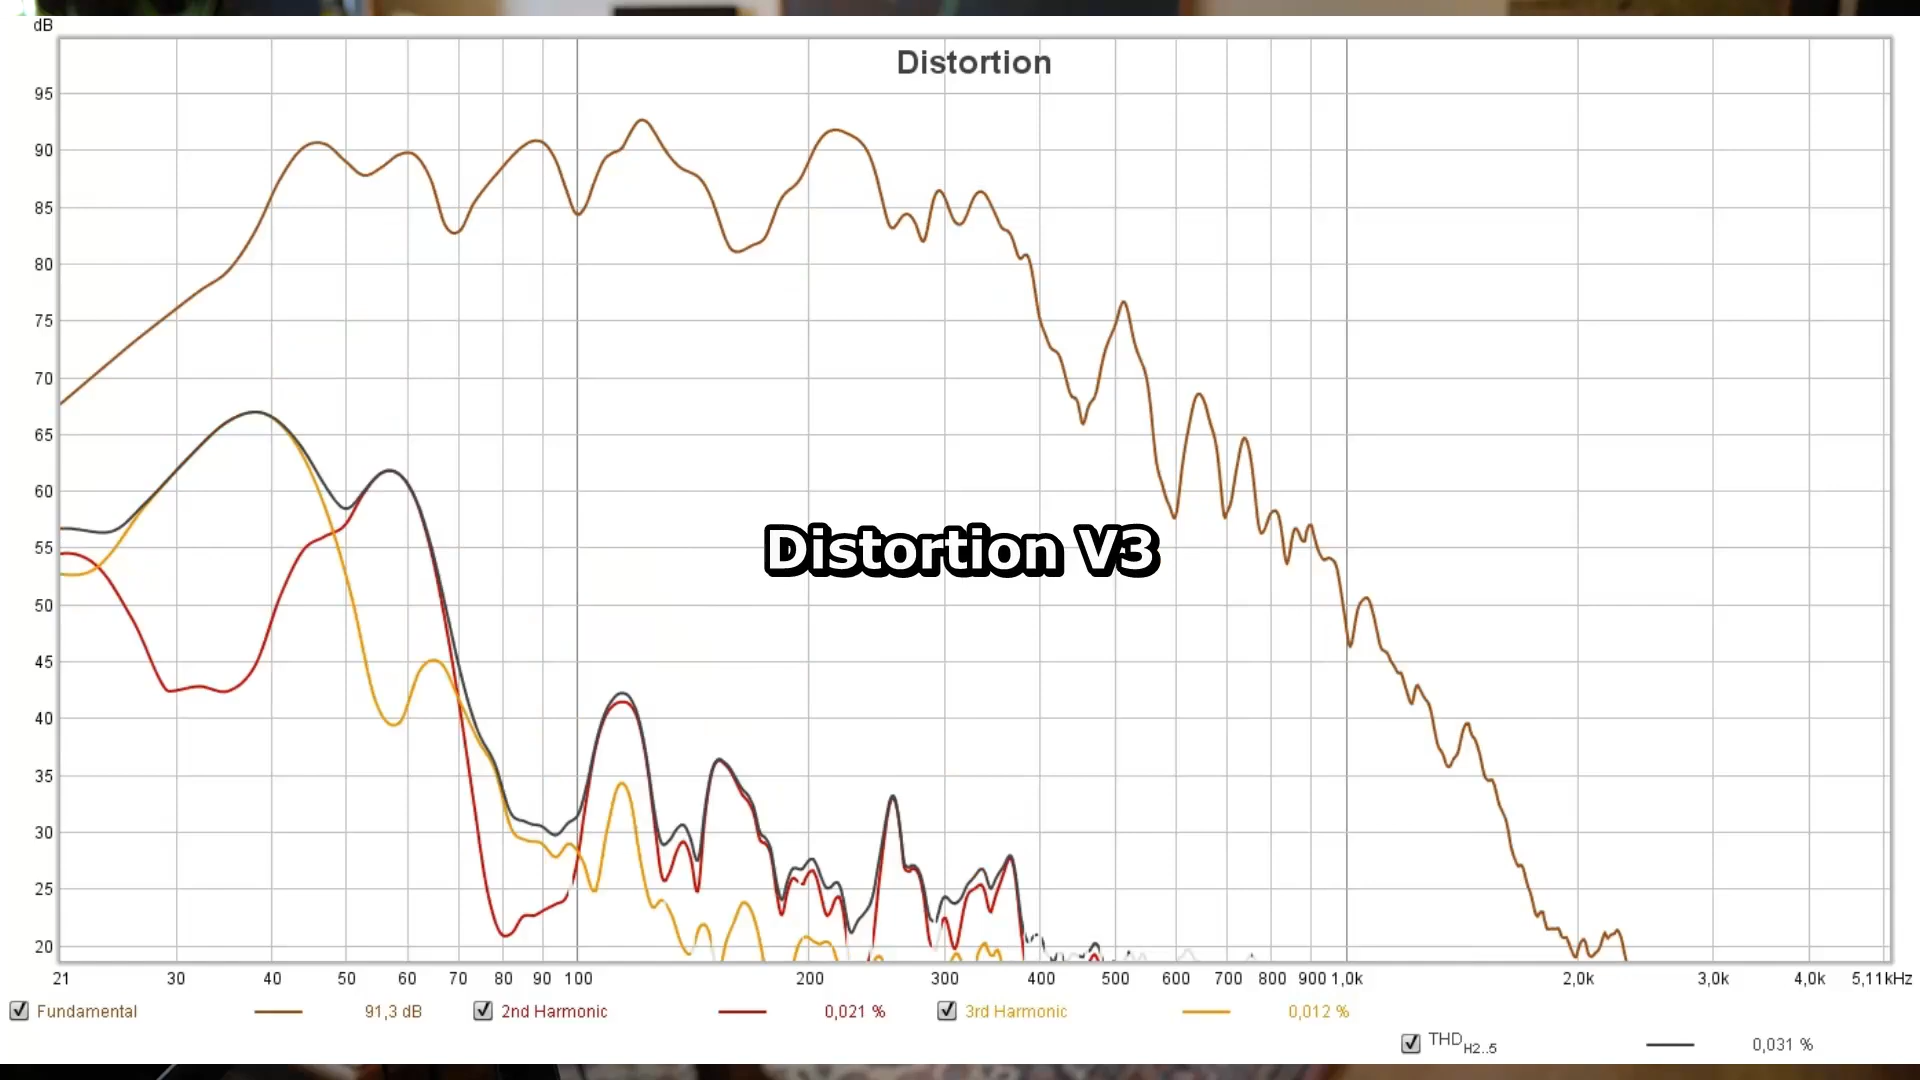 dB
Distortion
95
90
85
80
75
70
65
60
55
50
45
40
35
30
25
20
Distortion V3
21 30 40 50 60 70 80 90 100 200 300 400 500 600 700 800 900 1,0k 2,0k 3,0k 4,0k 5,11kHz
Fundamental 91,3 dB 2nd Harmonic 0,021 % 3rd Harmonic 0,012 %
THD H2..5 0,031 %